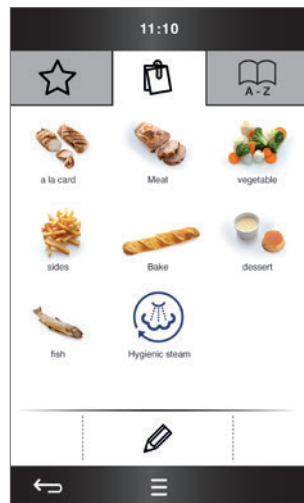 11:10
A - Z
a la card
Meat
vegetable
sides
Bake
dessert
fish
Hygienic steam